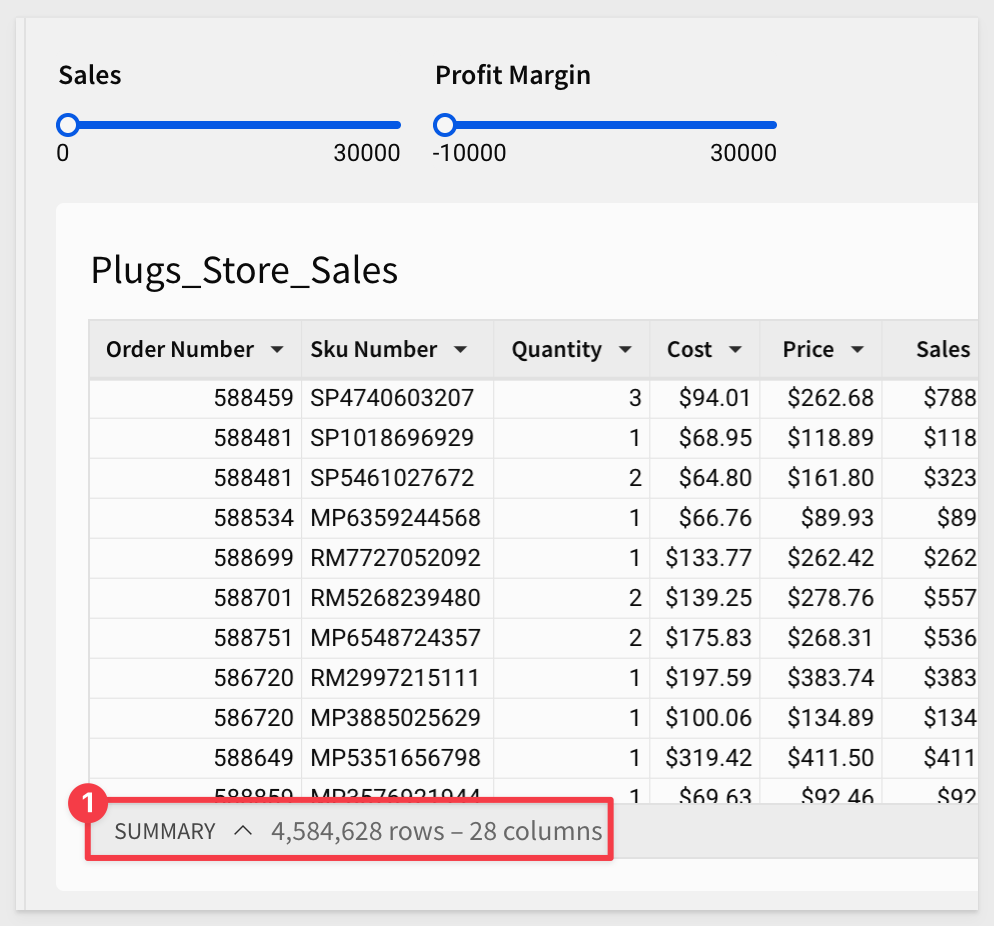 Sales Profit Margin
0 30000 -10000 30000
Plugs_Store_Sales
Order Number Sku Number Quantity Cost Price Sales
588459 SP4740603207 3 $94.01 $262.68 $788
588481 SP1018696929 1 $68.95 $118.89 $118
588481 SP5461027672 2 $64.80 $161.80 $323
588534 MP6359244568 1 $66.76 $89.93 $89
588699 RM7727052092 1 $133.77 $262.42 $262
588701 RM5268239480 2 $139.25 $278.76 $557
588751 MP6548724357 2 $175.83 $268.31 $536
586720 RM2997215111 1 $197.59 $383.74 $383
586720 MP3885025629 1 $100.06 $134.89 $134
588649 MP5351656798 1 $319.42 $411.50 $411
588859 MP3576921944 1 $69.63 $92.46 $92
1
SUMMARY 4,584,628 rows – 28 columns